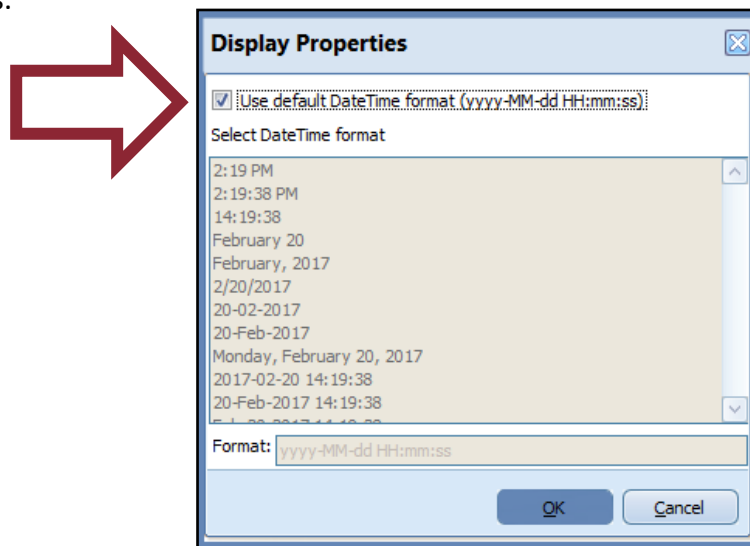 s.
Display Properties
Use default DateTime format (yyyy-MM-dd HH:mm:ss)
Select DateTime format
2:19 PM
2:19:38 PM
14:19:38
February 20
February, 2017
2/20/2017
20-02-2017
20-Feb-2017
Monday, February 20, 2017
2017-02-20 14:19:38
20-Feb-2017 14:19:38
Format: yyyy-MM-dd HH:mm:ss
OK Cancel